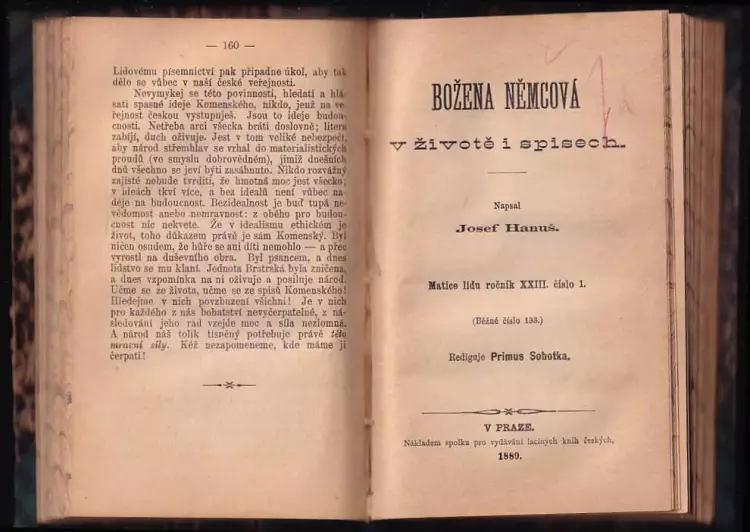 — 160 —
Lidovému písemnictví pak připadne úkol, aby tak
dělo se vůbec v naší české veřejnosti.
Nevymykej se této povinnosti, hledati a hlá-
sati spasné ideje Komenského, nikdo, jenž na ve-
řejnost českou vystupuješ. Jsou to ideje budou-
cnosti. Netřeba arci všecka bráti doslovně; litera
zabíjí, duch oživuje. Jest v tom veliké nebezpečí,
aby národ střemhlav se vrhal do materialistických
proudů (ve smyslu dobrovědném), jimiž dnešních
dnů všechno se jeví býti zasáhnuto. Nikdo rozvážný
zajisté nebude tvrditi, že hmotná moc jest všecko;
v ideách tkví více, a bez ideálů není vůbec na-
děje na budoucnost. Bezidealnost je buď tupá ne-
vědomost anebo nemravnost: z obého pro budou-
cnost nic nekvete. Že v idealismu ethickém je
život, toho důkazem právě je sám Komenský. Byl
ničen osudem, že hůře se ani díti nemohlo — a přec
vyrostl na duševního obra. Byl psancem, a dnes
lidstvo se mu klaní. Jednota Bratrská byla zničena,
a dnes vzpomínka na ni oživuje a posiluje národ.
Učme se ze života, učme se ze spisů Komenského!
Hledejme v nich povzbuzení všichni! Je v nich
pro každého z nás bohatství nevyčerpatelné, z ná-
sledování jeho rad vzejde moc a síla nezlomná.
A národ náš tolik tisněný potřebuje právě této
mravní síly. Kéž nezapomeneme, kde máme ji
čerpati!
BOŽENA NĚMCOVÁ
v životě i spisech.
Napsal
Josef Hanuš.
Matice lidu ročník XXIII. číslo 1.
(Běžné číslo 133.)
Rediguje Primus Sobotka.
V PRAZE.
Nákladem spolku pro vydávání laciných knih českých.
1889.